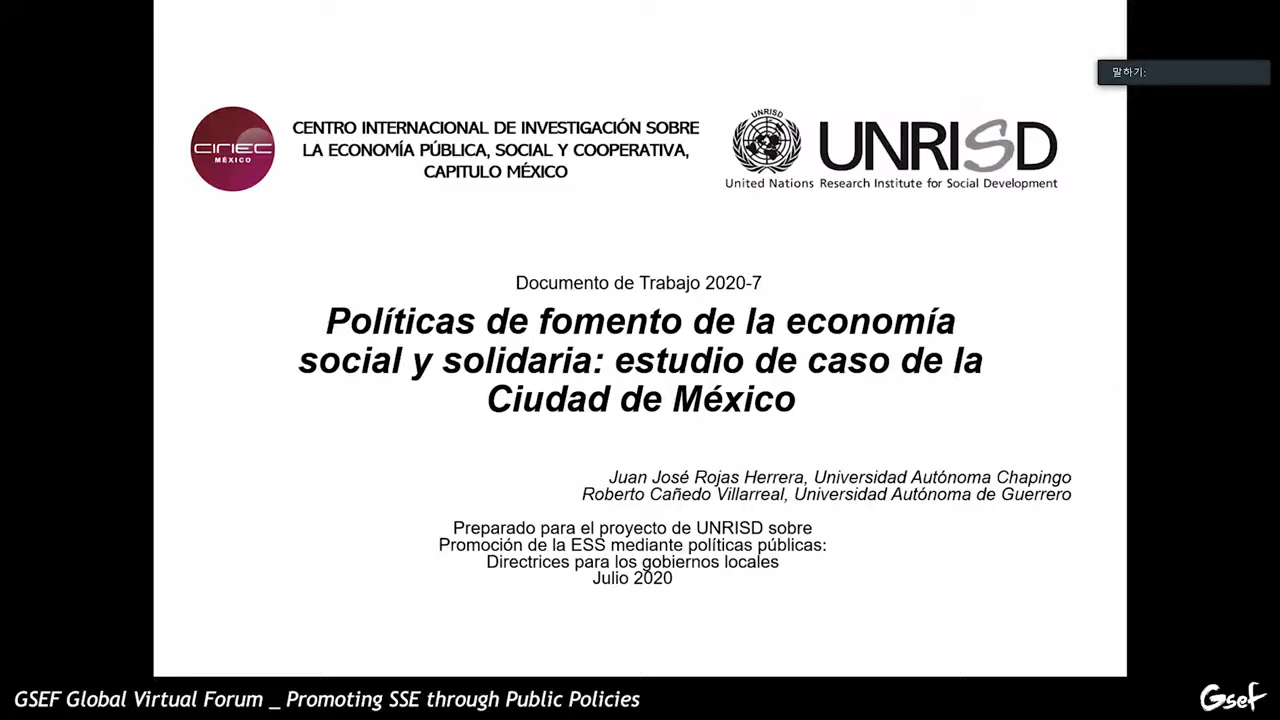 말하기:
CIRIEC
MÉXICO
CENTRO INTERNACIONAL DE INVESTIGACIÓN SOBRE
LA ECONOMÍA PÚBLICA, SOCIAL Y COOPERATIVA,
CAPITULO MÉXICO
UNRISD
UNRISD
United Nations Research Institute for Social Development
Documento de Trabajo 2020-7
Políticas de fomento de la economía
social y solidaria: estudio de caso de la
Ciudad de México
Juan José Rojas Herrera, Universidad Autónoma Chapingo
Roberto Cañedo Villarreal, Universidad Autónoma de Guerrero
Preparado para el proyecto de UNRISD sobre
Promoción de la ESS mediante políticas públicas:
Directrices para los gobiernos locales
Julio 2020
GSEF Global Virtual Forum _ Promoting SSE through Public Policies
Gsef